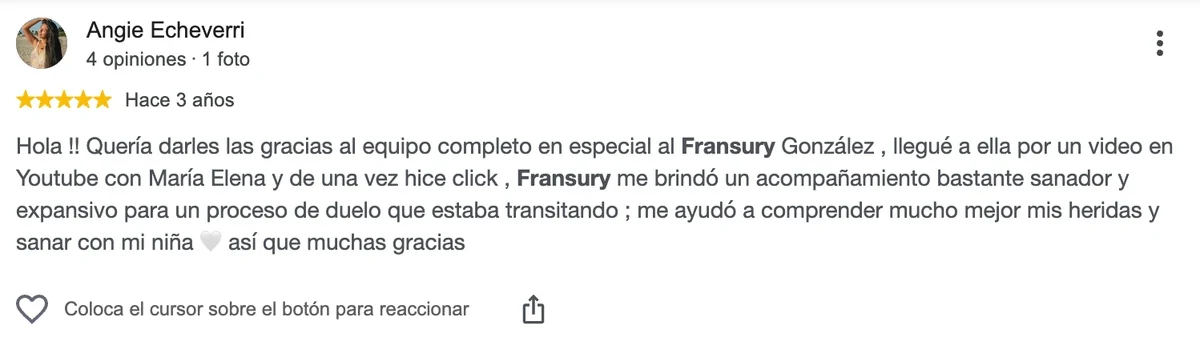 Angie Echeverri
4 opiniones · 1 foto
Hace 3 años
Hola !! Quería darles las gracias al equipo completo en especial al Fransury González , llegué a ella por un video en
Youtube con María Elena y de una vez hice click , Fransury me brindó un acompañamiento bastante sanador y
expansivo para un proceso de duelo que estaba transitando ; me ayudó a comprender mucho mejor mis heridas y
sanar con mi niña 🤍 así que muchas gracias
Coloca el cursor sobre el botón para reaccionar